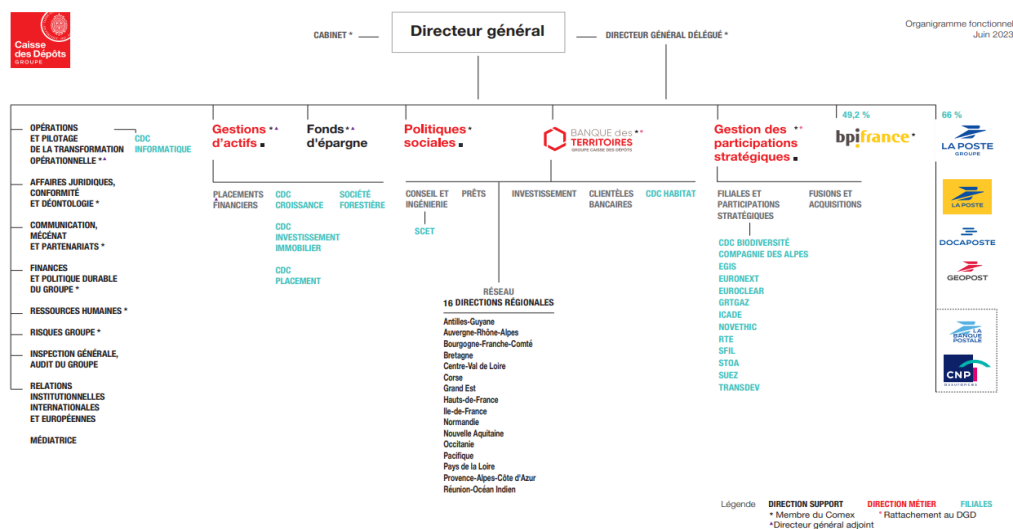 Caisse
des Dépôts
GROUPE
CABINET *
Directeur général
DIRECTEUR GÉNÉRAL DÉLÉGUÉ *
Organigramme fonctionnel
Juin 2023
OPÉRATIONS
ET PILOTAGE
DE LA TRANSFORMATION
OPÉRATIONNELLE *▲
CDC
INFORMATIQUE
AFFAIRES JURIDIQUES,
CONFORMITÉ
ET DÉONTOLOGIE *
COMMUNICATION,
MÉCÉNAT
ET PARTENARIATS *
FINANCES
ET POLITIQUE DURABLE
DU GROUPE *
RESSOURCES HUMAINES *
RISQUES GROUPE *
INSPECTION GÉNÉRALE,
AUDIT DU GROUPE
RELATIONS
INSTITUTIONNELLES
INTERNATIONALES
ET EUROPÉENNES
MÉDIATRICE
Gestions *▲
d'actifs ■
PLACEMENTS
FINANCIERS
CDC
CROISSANCE
CDC
INVESTISSEMENT
IMMOBILIER
CDC
PLACEMENT
SOCIÉTÉ
FORESTIÈRE
Fonds *▲
d'épargne
Politiques *
sociales ■
BANQUE des **
TERRITOIRES
GROUPE CAISSE DES DÉPÔTS
CONSEIL ET
INGÉNIERIE
SCET
PRÊTS
INVESTISSEMENT
CLIENTÈLES
BANCAIRES
CDC HABITAT
RÉSEAU
16 DIRECTIONS RÉGIONALES
Antilles-Guyane
Auvergne-Rhône-Alpes
Bourgogne-Franche-Comté
Bretagne
Centre-Val de Loire
Corse
Grand Est
Hauts-de-France
Ile-de-France
Normandie
Nouvelle Aquitaine
Occitanie
Pacifique
Pays de la Loire
Provence-Alpes-Côte d'Azur
Réunion-Océan Indien
Gestion des **
participations
stratégiques ■
FILIALES ET
PARTICIPATIONS
STRATÉGIQUES
CDC BIODIVERSITÉ
COMPAGNIE DES ALPES
EGIS
EURONEXT
EUROCLEAR
GRTGAZ
ICADE
NOVETHIC
RTE
SFIL
STOA
SUEZ
TRANSDEV
FUSIONS ET
ACQUISITIONS
49,2 %
bpifrance *
66 %
LA POSTE
GROUPE
LA POSTE
DOCAPOSTE
GEOPOST
LA
BANQUE
POSTALE
CNP
assurances
Légende DIRECTION SUPPORT DIRECTION MÉTIER FILIALES
* Membre du Comex * Rattachement au DGD
▲Directeur général adjoint